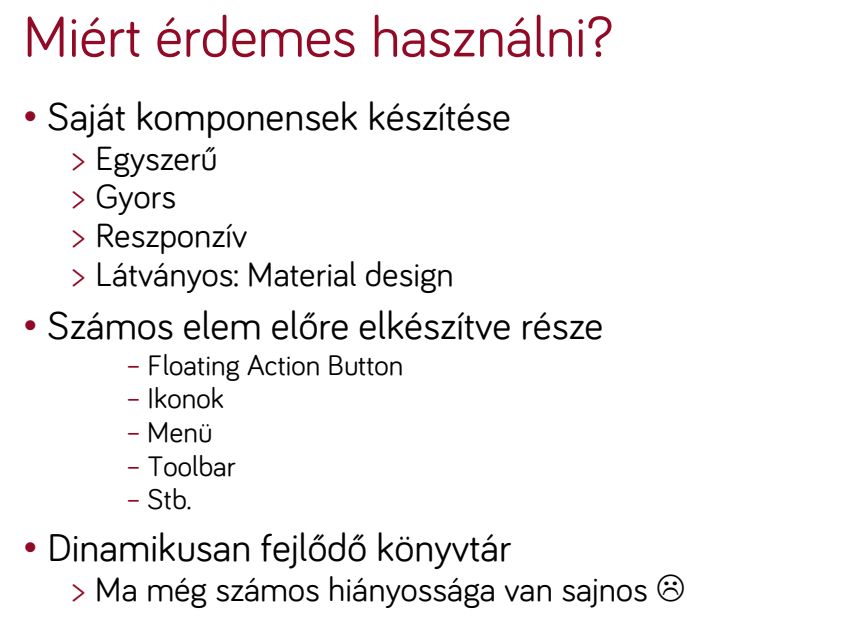 Miért érdemes használni?
• Saját komponensek készítése
> Egyszerű
> Gyors
> Reszponzív
> Látványos: Material design
• Számos elem előre elkészítve része
– Floating Action Button
– Ikonok
– Menü
– Toolbar
– Stb.
• Dinamikusan fejlődő könyvtár
> Ma még számos hiányossága van sajnos ☹